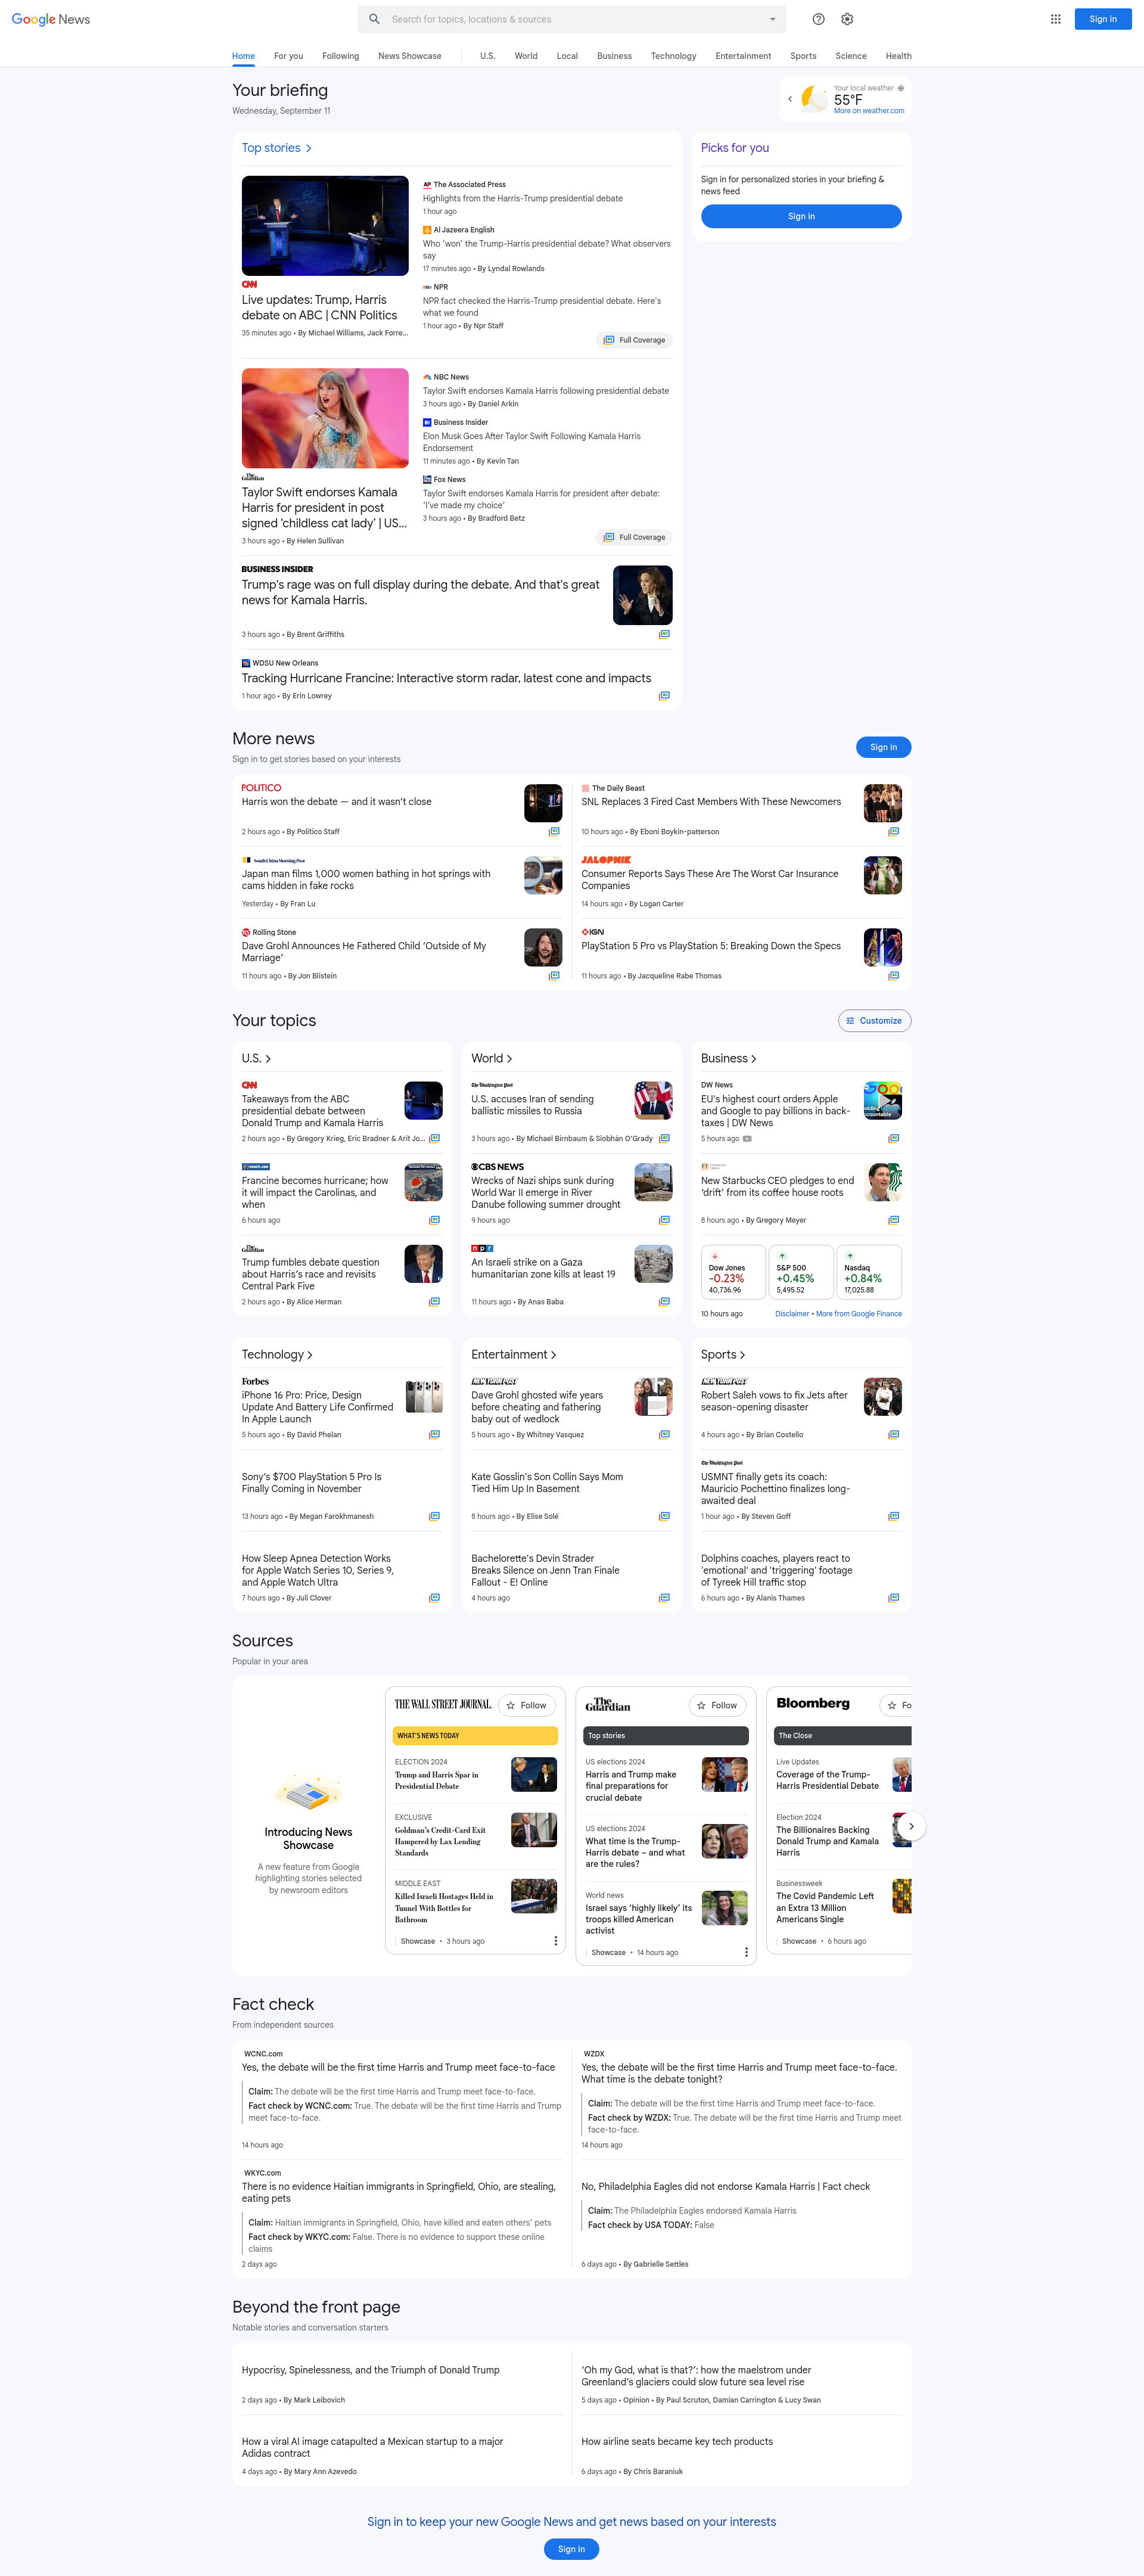 Google News
Search for topics, locations & sources
Sign in
Home
For you
Following
News Showcase
U.S.
World
Local
Business
Technology
Entertainment
Sports
Science
Health
Your briefing
Wednesday, September 11
Your local weather
55°F
More on weather.com
Top stories
CNN
Live updates: Trump, Harris
debate on ABC | CNN Politics
35 minutes ago • By Michael Williams, Jack Forre...
AP The Associated Press
Highlights from the Harris-Trump presidential debate
1 hour ago
Al Jazeera English
Who ‘won’ the Trump-Harris presidential debate? What observers
say
17 minutes ago • By Lyndal Rowlands
NPR
NPR fact checked the Harris-Trump presidential debate. Here's
what we found
1 hour ago • By Npr Staff
Full Coverage
The Guardian
Taylor Swift endorses Kamala
Harris for president in post
signed ‘childless cat lady’ | US...
3 hours ago • By Helen Sullivan
NBC News
Taylor Swift endorses Kamala Harris following presidential debate
3 hours ago • By Daniel Arkin
Business Insider
Elon Musk Goes After Taylor Swift Following Kamala Harris
Endorsement
11 minutes ago • By Kevin Tan
Fox News
Taylor Swift endorses Kamala Harris for president after debate:
‘I’ve made my choice’
3 hours ago • By Bradford Betz
Full Coverage
BUSINESS INSIDER
Trump's rage was on full display during the debate. And that's great
news for Kamala Harris.
3 hours ago • By Brent Griffiths
WDSU New Orleans
Tracking Hurricane Francine: Interactive storm radar, latest cone and impacts
1 hour ago • By Erin Lowrey
Picks for you
Sign in for personalized stories in your briefing &
news feed
Sign in
More news
Sign in to get stories based on your interests
Sign in
POLITICO
Harris won the debate — and it wasn’t close
2 hours ago • By Politico Staff
South China Morning Post
Japan man films 1,000 women bathing in hot springs with
cams hidden in fake rocks
Yesterday • By Fran Lu
Rolling Stone
Dave Grohl Announces He Fathered Child ‘Outside of My
Marriage’
11 hours ago • By Jon Blistein
The Daily Beast
SNL Replaces 3 Fired Cast Members With These Newcomers
10 hours ago • By Eboni Boykin-patterson
JALOPNIK
Consumer Reports Says These Are The Worst Car Insurance
Companies
14 hours ago • By Logan Carter
IGN
PlayStation 5 Pro vs PlayStation 5: Breaking Down the Specs
11 hours ago • By Jacqueline Rabe Thomas
Your topics
Customize
U.S.
CNN
Takeaways from the ABC
presidential debate between
Donald Trump and Kamala Harris
2 hours ago • By Gregory Krieg, Eric Bradner & Arit Jo...
Francine becomes hurricane; how
it will impact the Carolinas, and
when
6 hours ago
The Guardian
Trump fumbles debate question
about Harris’s race and revisits
Central Park Five
2 hours ago • By Alice Herman
World
The Washington Post
U.S. accuses Iran of sending
ballistic missiles to Russia
3 hours ago • By Michael Birnbaum & Siobhán O'Grady
CBS NEWS
Wrecks of Nazi ships sunk during
World War II emerge in River
Danube following summer drought
9 hours ago
npr
An Israeli strike on a Gaza
humanitarian zone kills at least 19
11 hours ago • By Anas Baba
Business
DW News
EU's highest court orders Apple
and Google to pay billions in back-
taxes | DW News
5 hours ago
FINANCIAL TIMES
New Starbucks CEO pledges to end
‘drift’ from its coffee house roots
8 hours ago • By Gregory Meyer
Dow Jones
-0.23%
40,736.96
S&P 500
+0.45%
5,495.52
Nasdaq
+0.84%
17,025.88
10 hours ago
Disclaimer • More from Google Finance
Technology
Forbes
iPhone 16 Pro: Price, Design
Update And Battery Life Confirmed
In Apple Launch
5 hours ago • By David Phelan
Sony’s $700 PlayStation 5 Pro Is
Finally Coming in November
13 hours ago • By Megan Farokhmanesh
How Sleep Apnea Detection Works
for Apple Watch Series 10, Series 9,
and Apple Watch Ultra
7 hours ago • By Juli Clover
Entertainment
NEW YORK POST
Dave Grohl ghosted wife years
before cheating and fathering
baby out of wedlock
5 hours ago • By Whitney Vasquez
Kate Gosslin's Son Collin Says Mom
Tied Him Up In Basement
8 hours ago • By Elise Solé
Bachelorette's Devin Strader
Breaks Silence on Jenn Tran Finale
Fallout - E! Online
4 hours ago
Sports
NEW YORK POST
Robert Saleh vows to fix Jets after
season-opening disaster
4 hours ago • By Brian Costello
The Washington Post
USMNT finally gets its coach:
Mauricio Pochettino finalizes long-
awaited deal
1 hour ago • By Steven Goff
Dolphins coaches, players react to
'emotional' and 'triggering' footage
of Tyreek Hill traffic stop
6 hours ago • By Alanis Thames
Sources
Popular in your area
Introducing News
Showcase
A new feature from Google
highlighting stories selected
by newsroom editors
THE WALL STREET JOURNAL.
Follow
WHAT'S NEWS TODAY
ELECTION 2024
Trump and Harris Spar in
Presidential Debate
EXCLUSIVE
Goldman’s Credit-Card Exit
Hampered by Lax Lending
Standards
MIDDLE EAST
Killed Israeli Hostages Held in
Tunnel With Bottles for
Bathroom
Showcase • 3 hours ago
The Guardian
Follow
Top stories
US elections 2024
Harris and Trump make
final preparations for
crucial debate
US elections 2024
What time is the Trump-
Harris debate – and what
are the rules?
World news
Israel says ‘highly likely’ its
troops killed American
activist
Showcase • 14 hours ago
Bloomberg
Fo
The Close
Live Updates
Coverage of the Trump-
Harris Presidential Debate
Election 2024
The Billionaires Backing
Donald Trump and Kamala
Harris
Businessweek
The Covid Pandemic Left
an Extra 13 Million
Americans Single
Showcase • 6 hours ago
Fact check
From independent sources
WCNC.com
Yes, the debate will be the first time Harris and Trump meet face-to-face
Claim: The debate will be the first time Harris and Trump meet face-to-face.
Fact check by WCNC.com: True. The debate will be the first time Harris and Trump
meet face-to-face.
14 hours ago
WZDX
Yes, the debate will be the first time Harris and Trump meet face-to-face.
What time is the debate tonight?
Claim: The debate will be the first time Harris and Trump meet face-to-face.
Fact check by WZDX: True. The debate will be the first time Harris and Trump meet
face-to-face.
14 hours ago
WKYC.com
There is no evidence Haitian immigrants in Springfield, Ohio, are stealing,
eating pets
Claim: Haitian immigrants in Springfield, Ohio, have killed and eaten others’ pets
Fact check by WKYC.com: False. There is no evidence to support these online
claims
2 days ago
No, Philadelphia Eagles did not endorse Kamala Harris | Fact check
Claim: The Philadelphia Eagles endorsed Kamala Harris
Fact check by USA TODAY: False
6 days ago • By Gabrielle Settles
Beyond the front page
Notable stories and conversation starters
Hypocrisy, Spinelessness, and the Triumph of Donald Trump
2 days ago • By Mark Leibovich
‘Oh my God, what is that?’: how the maelstrom under
Greenland’s glaciers could slow future sea level rise
5 days ago • Opinion • By Paul Scruton, Damian Carrington & Lucy Swan
How a viral AI image catapulted a Mexican startup to a major
Adidas contract
4 days ago • By Mary Ann Azevedo
How airline seats became key tech products
6 days ago • By Chris Baraniuk
Sign in to keep your new Google News and get news based on your interests
Sign in